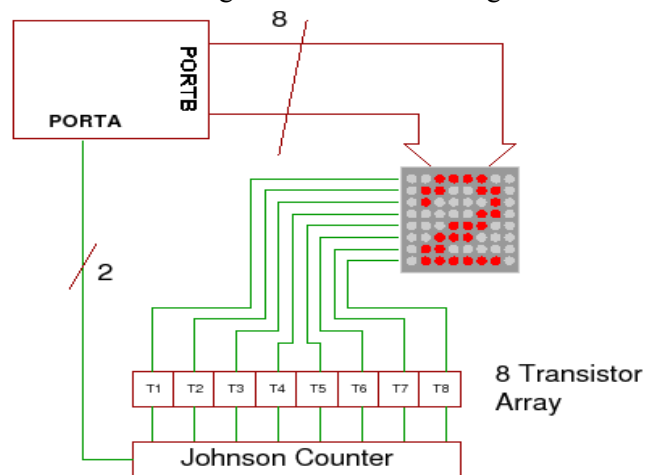 8
PORTB
PORTA
2
T1 T2 T3 T4 T5 T6 T7 T8
8 Transistor
Array
Johnson Counter